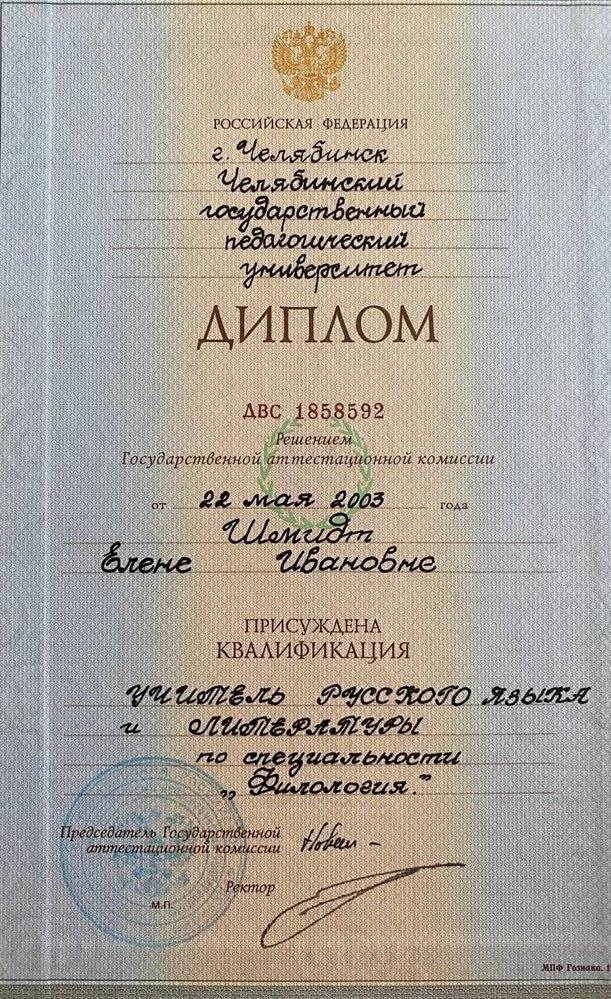 РОССИЙСКАЯ ФЕДЕРАЦИЯ
г. Челябинск
Челябинский
государственный
педагогический
университет
ДИПЛОМ
ДВС 1858592
Решением
Государственной аттестационной комиссии
от 22 мая 2003 года
Шмидт
Елене Ивановне
ПРИСУЖДЕНА
КВАЛИФИКАЦИЯ
УЧИТЕЛЬ РУССКОГО ЯЗЫКА
и ЛИТЕРАТУРЫ
по специальности
„Филология."
Председатель Государственной
аттестационной комиссии
Ректор
М.П.
МПФ Гознака.